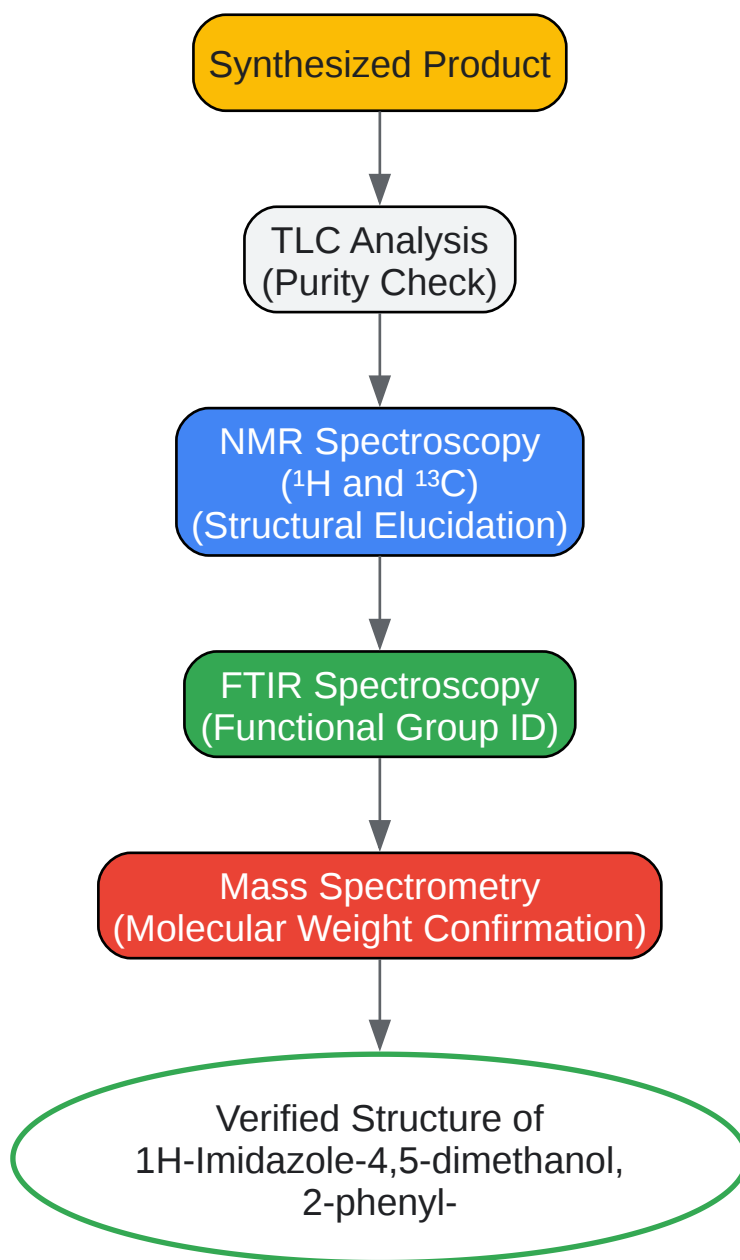 Synthesized Product
TLC Analysis
(Purity Check)
NMR Spectroscopy
(¹H and ¹³C)
(Structural Elucidation)
FTIR Spectroscopy
(Functional Group ID)
Mass Spectrometry
(Molecular Weight Confirmation)
Verified Structure of
1H-Imidazole-4,5-dimethanol,
2-phenyl-